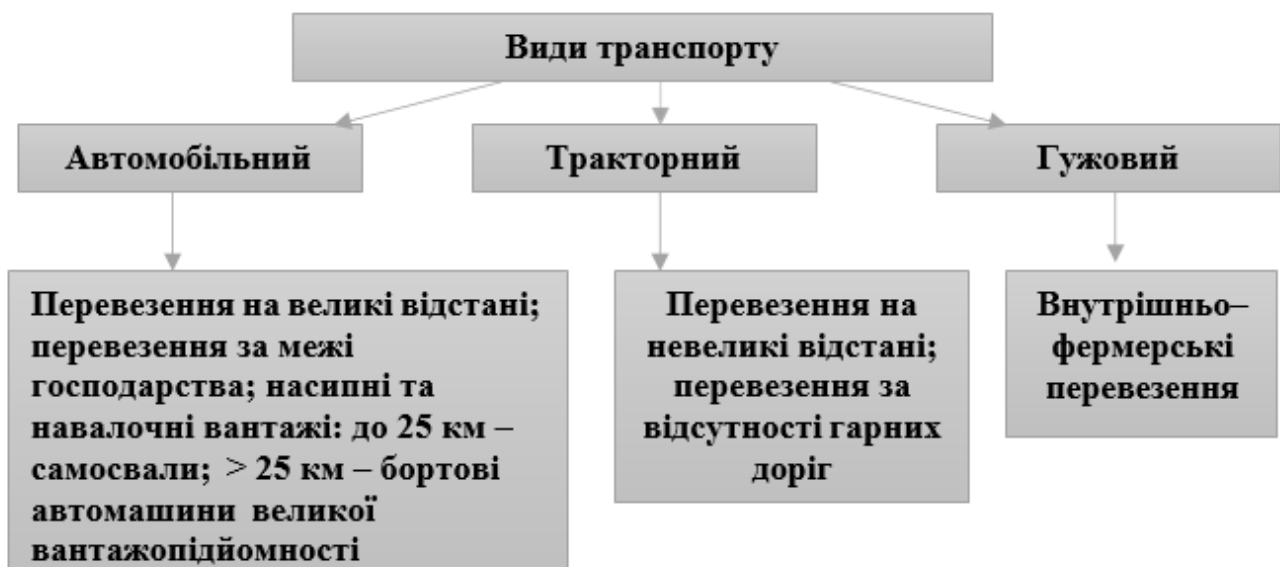 Види транспорту
Автомобільний
Тракторний
Гужовий
Перевезення на великі відстані;
перевезення за межі
господарства; насипні та
навалочні вантажі: до 25 км –
самосвали; > 25 км – бортові
автомашини великої
вантажопідйомності
Перевезення на
невеликі відстані;
перевезення за
відсутності гарних
доріг
Внутрішньо–
фермерські
перевезення